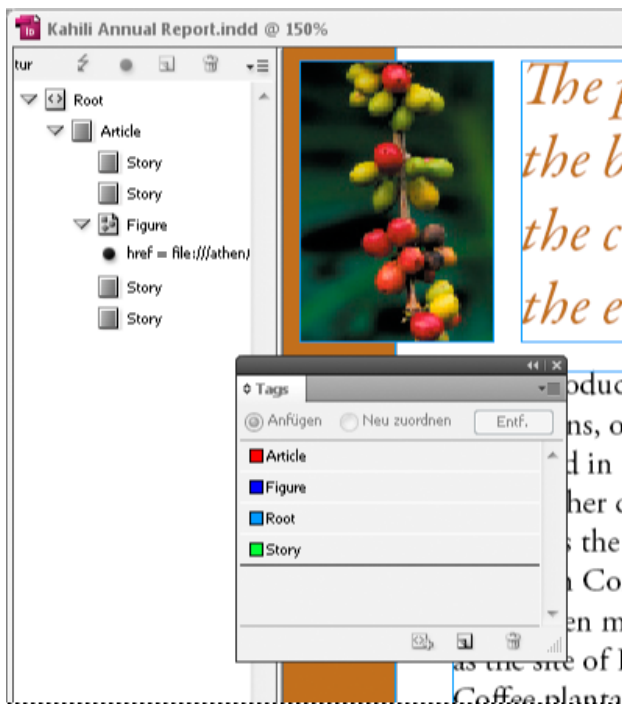 Kahili Annual Report.indd @ 150%
tur
Root
Article
Story
Story
Figure
href = file:///athen/
Story
Story
The
the b
the c
the e
Tags
Anfügen Neu zuordnen Entf.
Article
Figure
Root
Story
oduc
ns, o
d in
her
s the
Co
en m
as the site of
Coffee planta